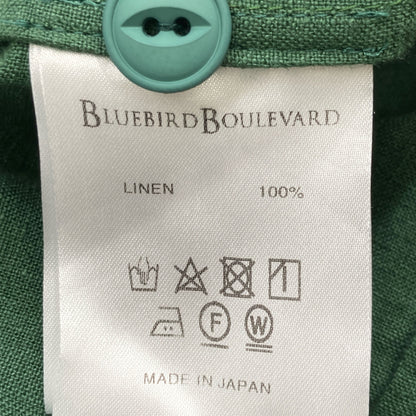 BLUEBIRD BOULEVARD
LINEN 100%
F W
MADE IN JAPAN